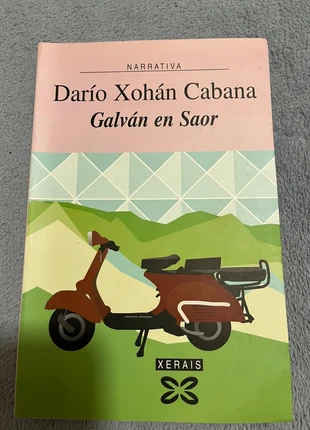 NARRATIVA
Darío Xohán Cabana
Galván en Saor
XERAIS